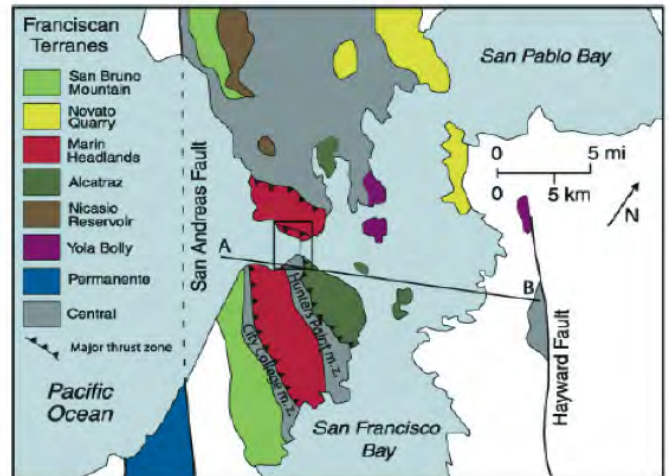 Franciscan
Terranes
San Bruno
Mountain
Novato
Quarry
Marin
Headlands
Alcatraz
Nicasio
Reservoir
Yola Bolly
Permanente
Central
Major thrust zone
San Andreas Fault
Pacific
Ocean
A
City College m.z.
Hunters Point m.z.
San Francisco
Bay
San Pablo Bay
0 5 mi
0 5 km
N
B
Hayward Fault